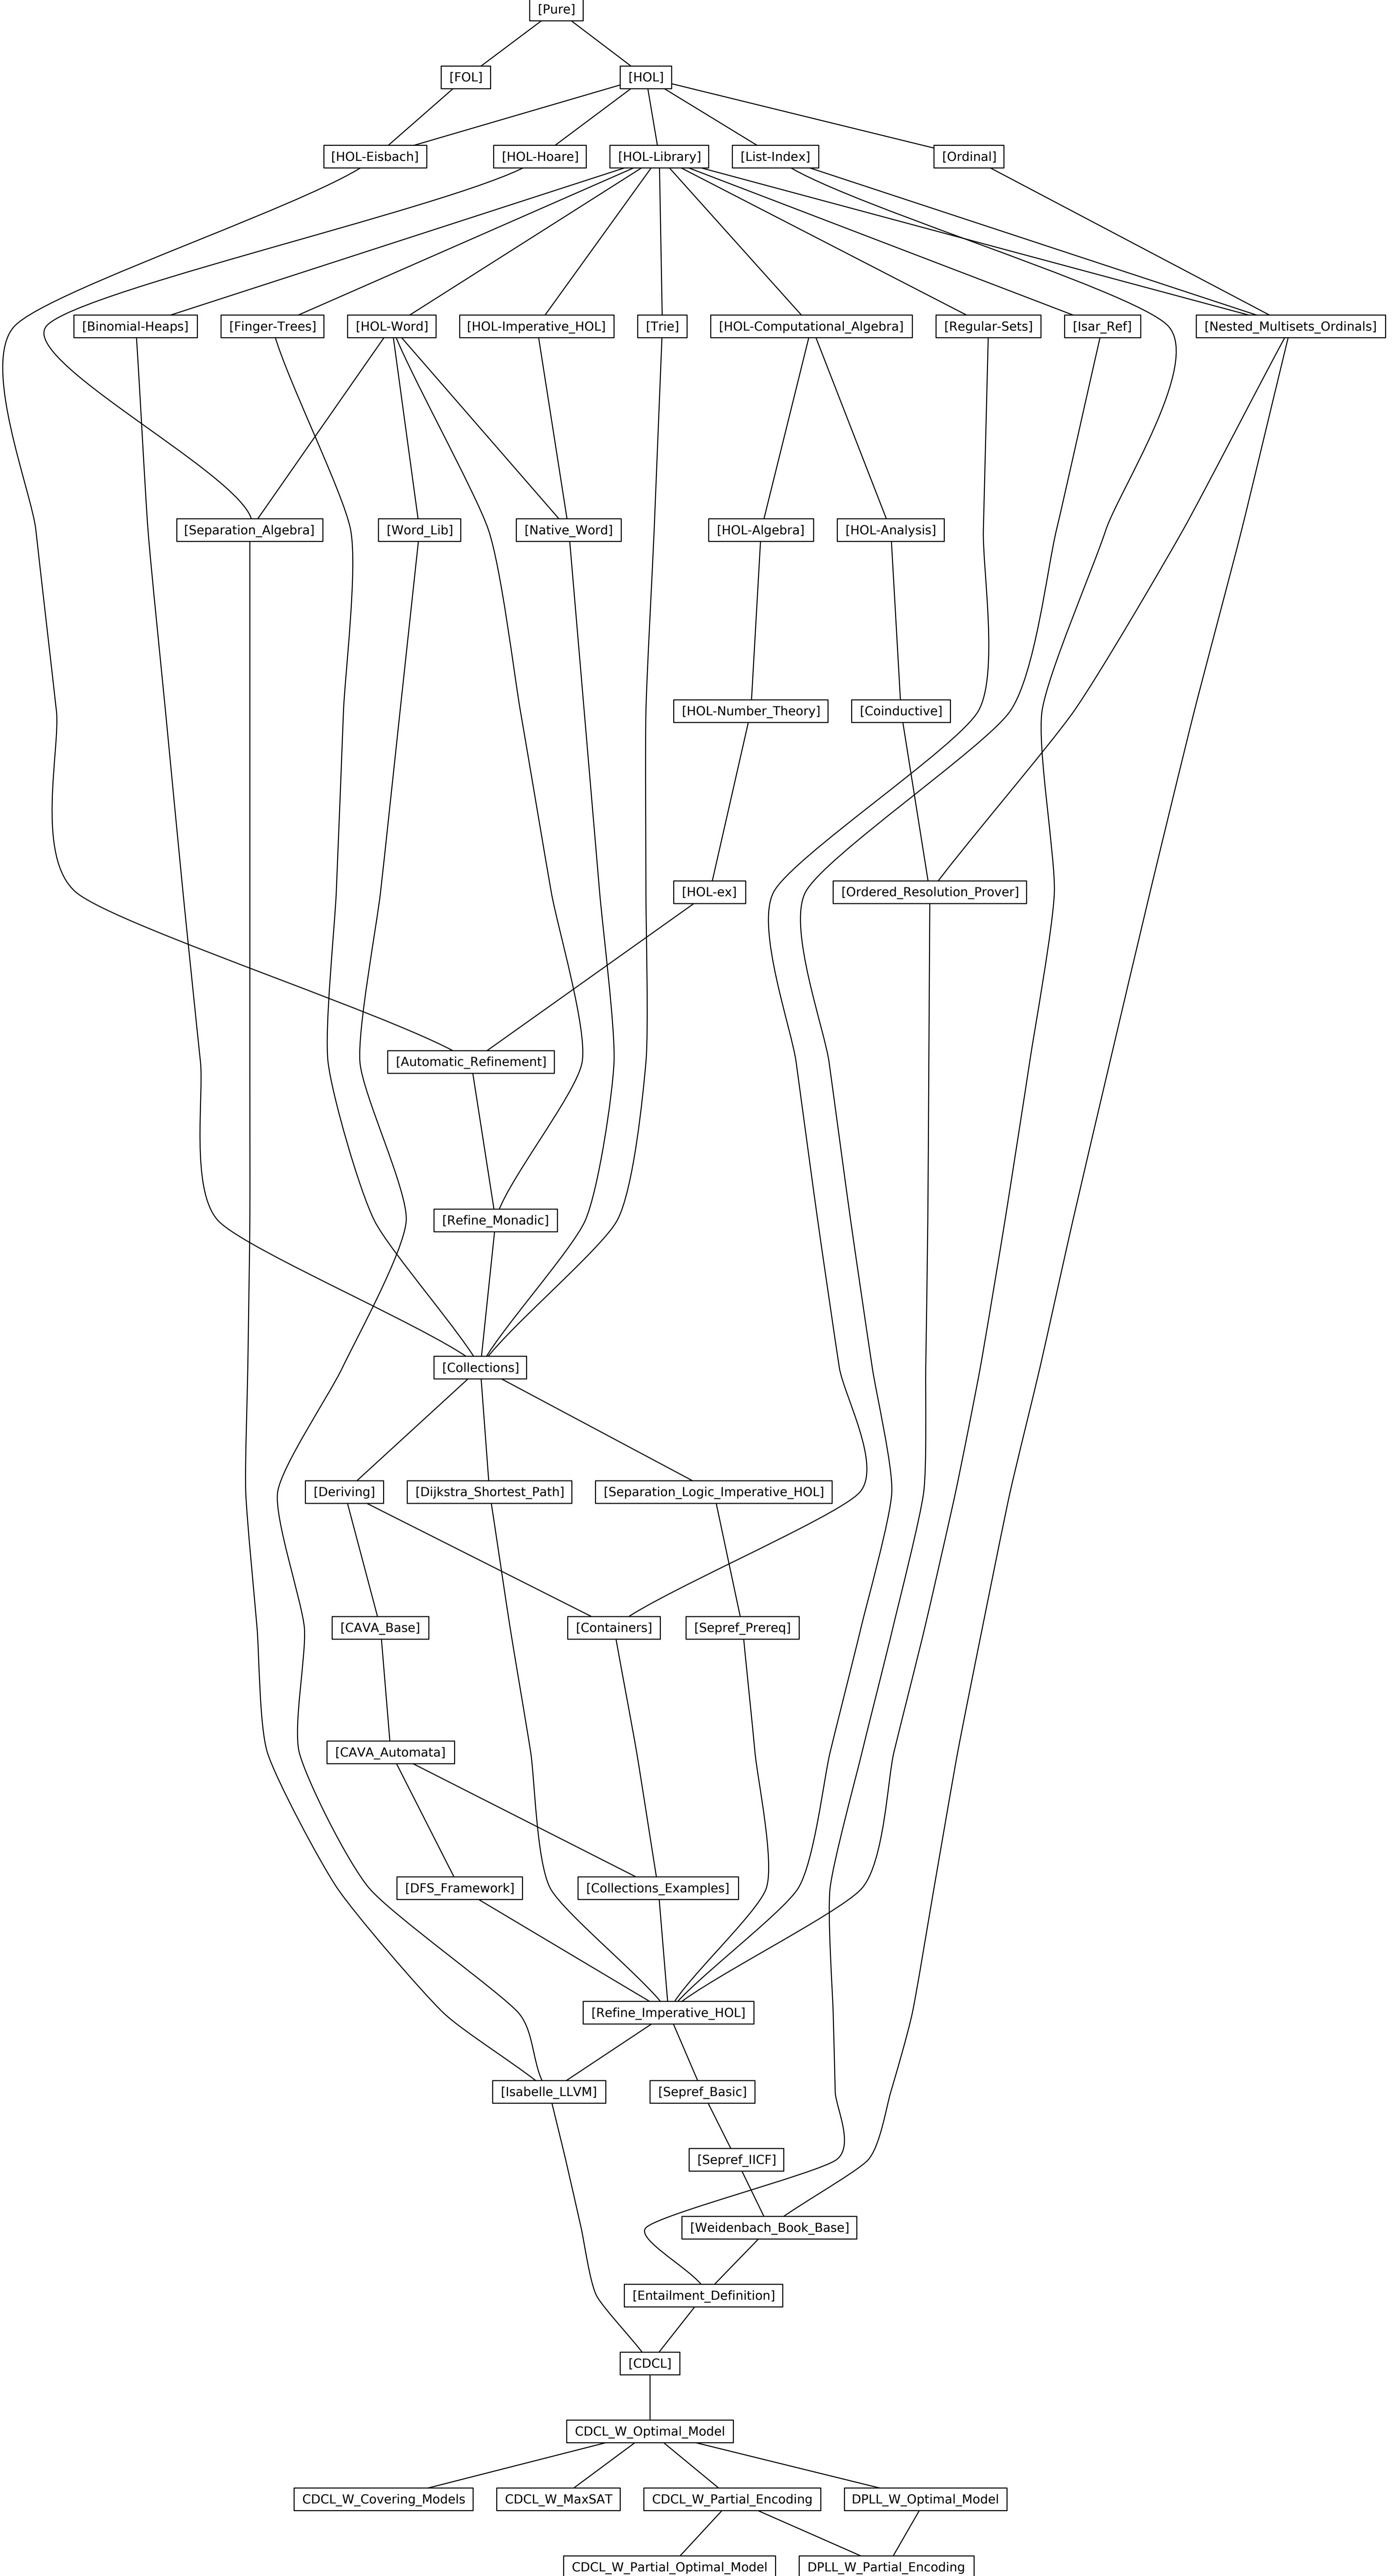 [Pure]
[FOL]
[HOL]
[HOL-Eisbach]
[HOL-Hoare]
[HOL-Library]
[List-Index]
[Ordinal]
[Binomial-Heaps]
[Finger-Trees]
[HOL-Word]
[HOL-Imperative_HOL]
[Trie]
[HOL-Computational_Algebra]
[Regular-Sets]
[Isar_Ref]
[Nested_Multisets_Ordinals]
[Separation_Algebra]
[Word_Lib]
[Native_Word]
[HOL-Algebra]
[HOL-Analysis]
[HOL-Number_Theory]
[Coinductive]
[HOL-ex]
[Ordered_Resolution_Prover]
[Automatic_Refinement]
[Refine_Monadic]
[Collections]
[Deriving]
[Dijkstra_Shortest_Path]
[Separation_Logic_Imperative_HOL]
[CAVA_Base]
[Containers]
[Sepref_Prereq]
[CAVA_Automata]
[DFS_Framework]
[Collections_Examples]
[Refine_Imperative_HOL]
[Isabelle_LLVM]
[Sepref_Basic]
[Sepref_IICF]
[Weidenbach_Book_Base]
[Entailment_Definition]
[CDCL]
CDCL_W_Optimal_Model
CDCL_W_Covering_Models
CDCL_W_MaxSAT
CDCL_W_Partial_Encoding
DPLL_W_Optimal_Model
CDCL_W_Partial_Optimal_Model
DPLL_W_Partial_Encoding